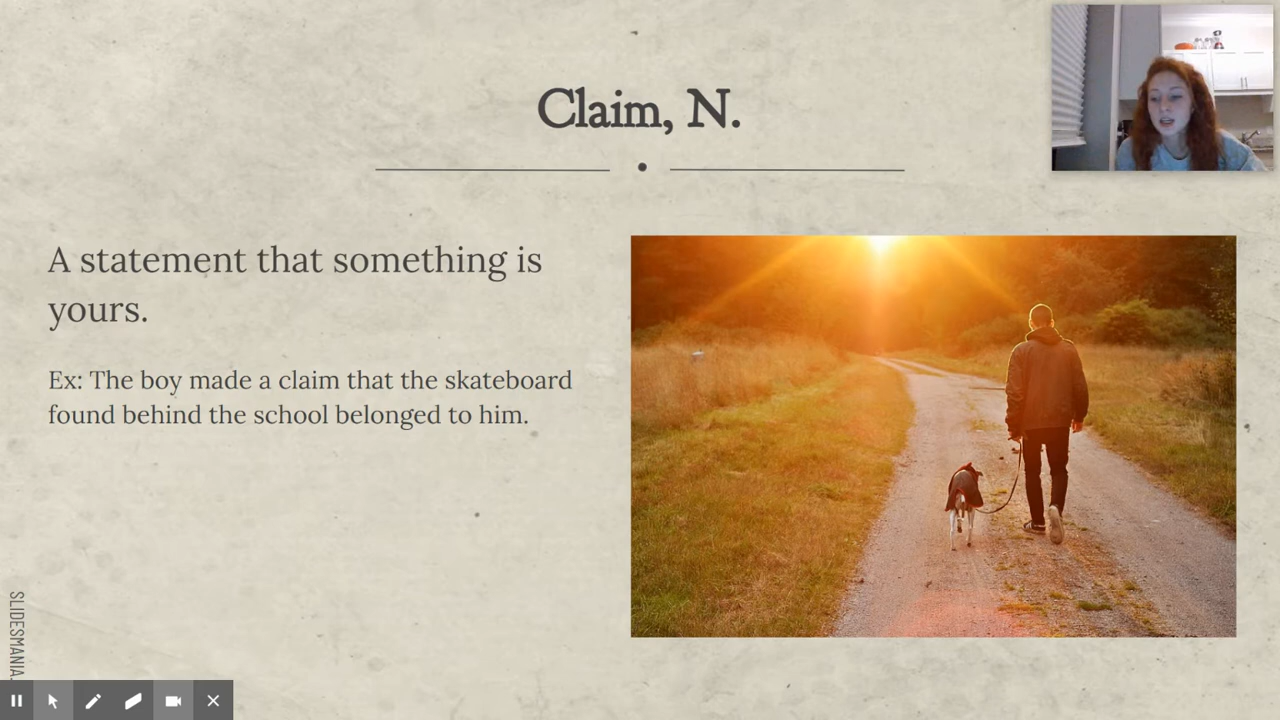 Claim, N.
A statement that something is
yours.
Ex: The boy made a claim that the skateboard
found behind the school belonged to him.
SLIDESMANIA.